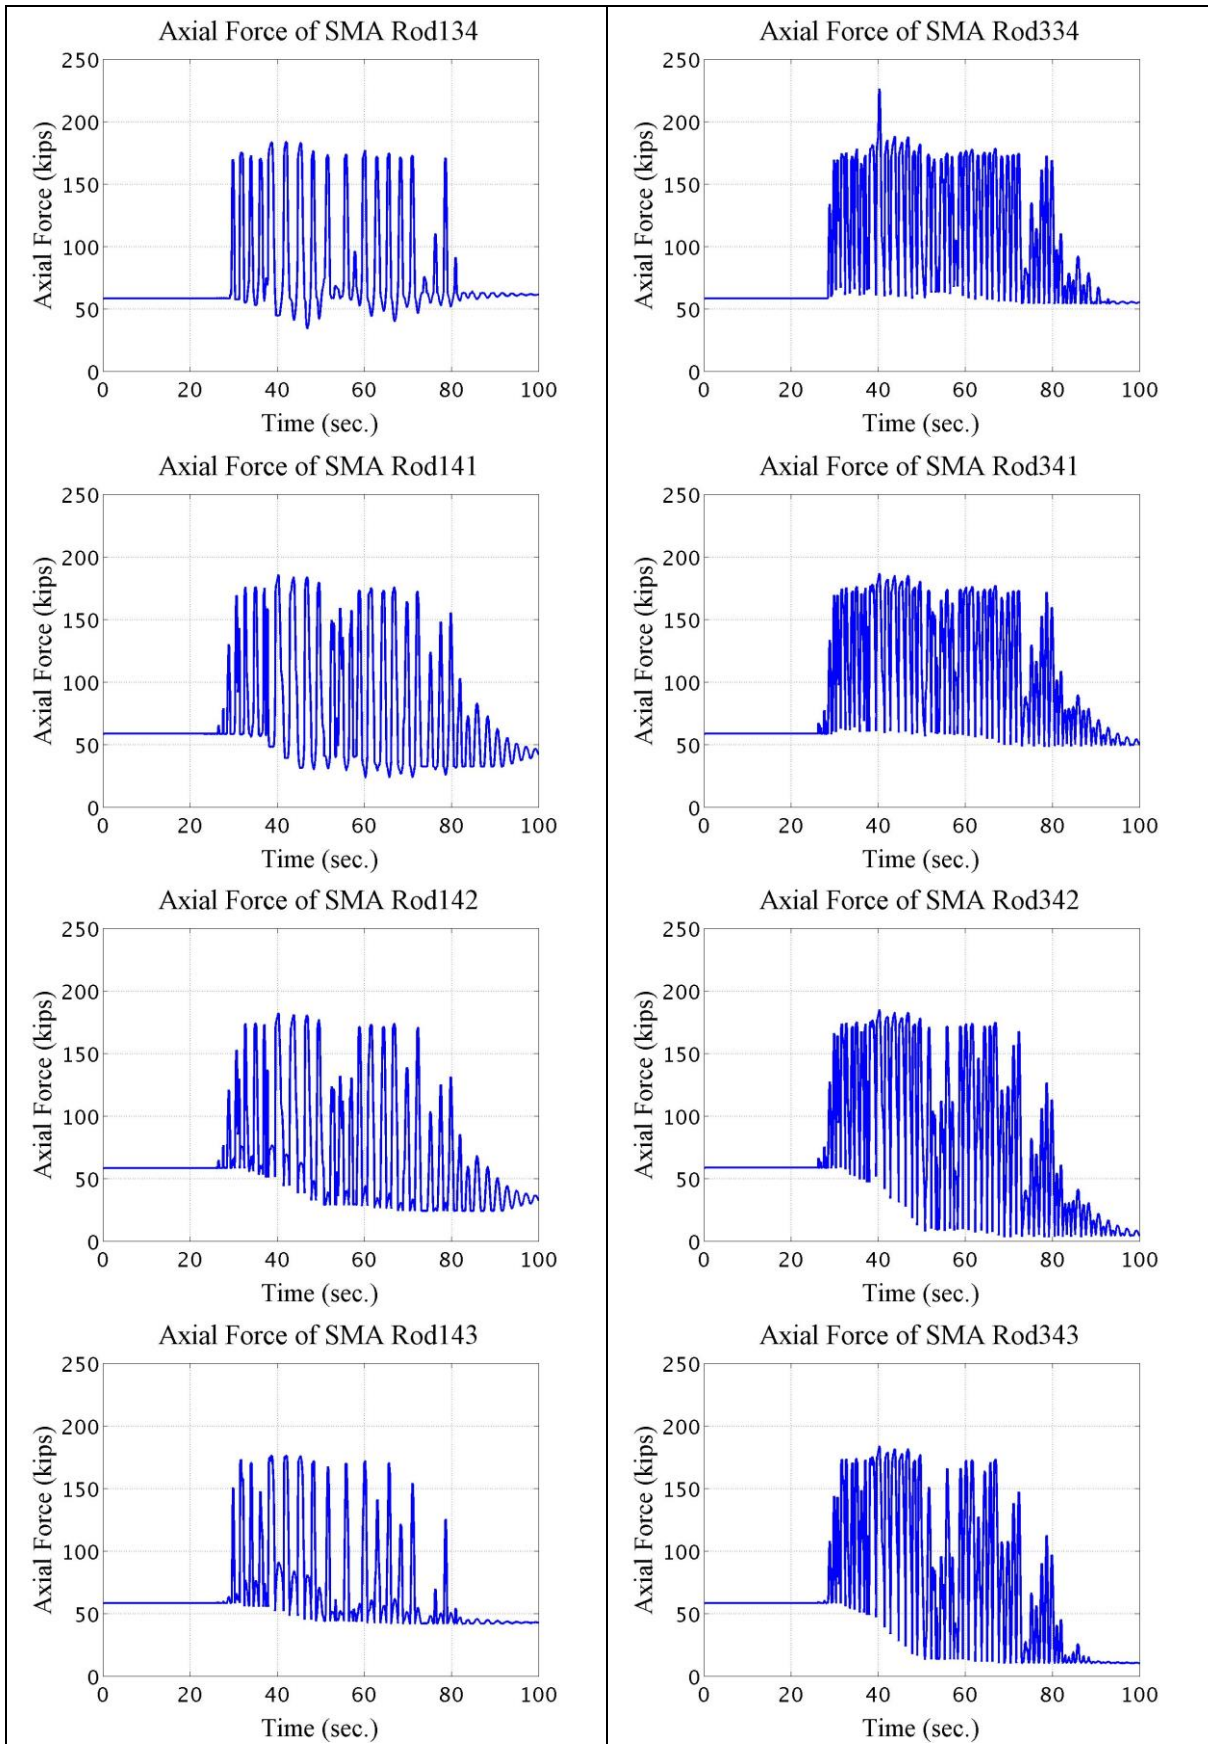 Axial Force of SMA Rod134
250
200
150
100
50
0
Axial Force (kips)
0 20 40 60 80 100
Time (sec.)
Axial Force of SMA Rod334
250
200
150
100
50
0
Axial Force (kips)
0 20 40 60 80 100
Time (sec.)
Axial Force of SMA Rod141
250
200
150
100
50
0
Axial Force (kips)
0 20 40 60 80 100
Time (sec.)
Axial Force of SMA Rod341
250
200
150
100
50
0
Axial Force (kips)
0 20 40 60 80 100
Time (sec.)
Axial Force of SMA Rod142
250
200
150
100
50
0
Axial Force (kips)
0 20 40 60 80 100
Time (sec.)
Axial Force of SMA Rod342
250
200
150
100
50
0
Axial Force (kips)
0 20 40 60 80 100
Time (sec.)
Axial Force of SMA Rod143
250
200
150
100
50
0
Axial Force (kips)
0 20 40 60 80 100
Time (sec.)
Axial Force of SMA Rod343
250
200
150
100
50
0
Axial Force (kips)
0 20 40 60 80 100
Time (sec.)